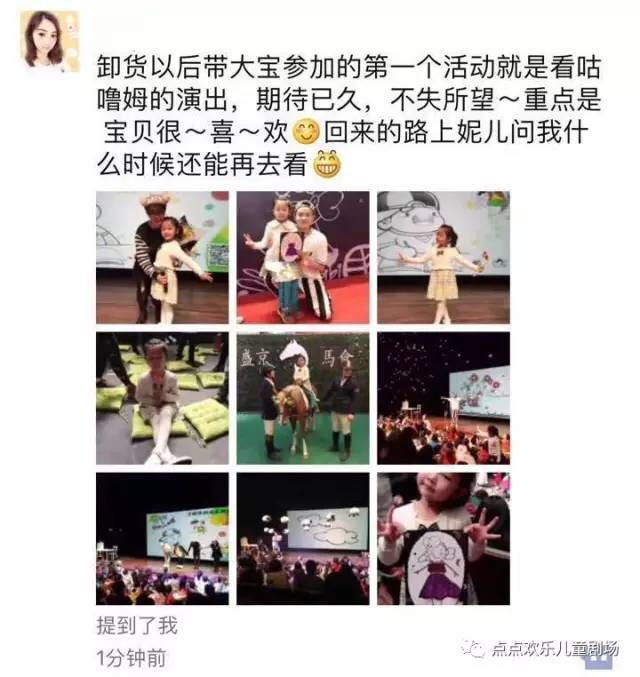 卸货以后带大宝参加的第一个活动就是看咕
噜姆的演出，期待已久，不失所望～重点是
宝贝很～喜～欢😊回来的路上妮儿问我什
么时候还能再去看😁
盛京 馬會
提到了我
1分钟前
点点欢乐儿童剧场